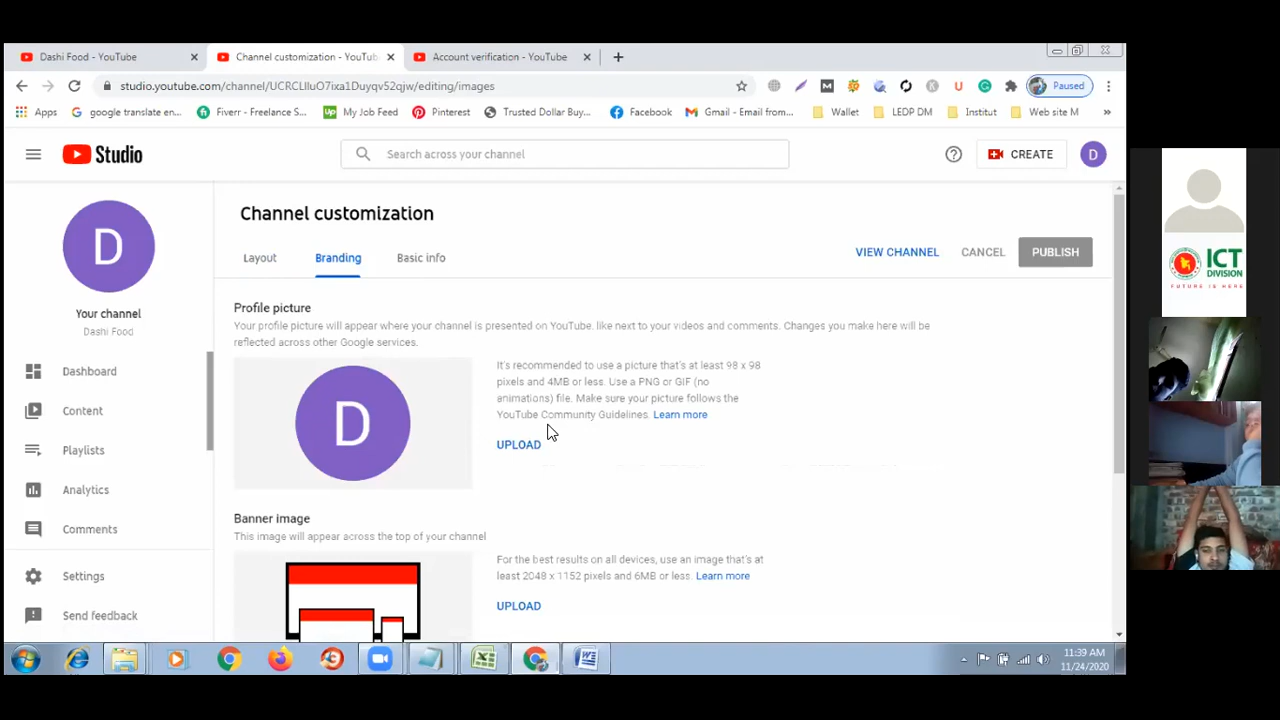 Dashi Food - YouTube
Channel customization - YouTub
Account verification - YouTube
studio.youtube.com/channel/UCRCLlluO7ixa1Duyqv52qjw/editing/images
Paused
Apps
google translate en...
Fiverr - Freelance S...
My Job Feed
Pinterest
Trusted Dollar Buy...
Facebook
Gmail - Email from...
Wallet
LEDP DM
Institut
Web site M
»
Studio
Search across your channel
CREATE
D
D
Your channel
Dashi Food
Dashboard
Content
Playlists
Analytics
Comments
Settings
Send feedback
Channel customization
Layout
Branding
Basic info
VIEW CHANNEL
CANCEL
PUBLISH
Profile picture
Your profile picture will appear where your channel is presented on YouTube, like next to your videos and comments. Changes you make here will be
reflected across other Google services.
D
It's recommended to use a picture that's at least 98 x 98
pixels and 4MB or less. Use a PNG or GIF (no
animations) file. Make sure your picture follows the
YouTube Community Guidelines. Learn more
UPLOAD
Banner image
This image will appear across the top of your channel
For the best results on all devices, use an image that's at
least 2048 x 1152 pixels and 6MB or less. Learn more
UPLOAD
11:39 AM
11/24/2020
ICT
DIVISION
FUTURE IS HERE